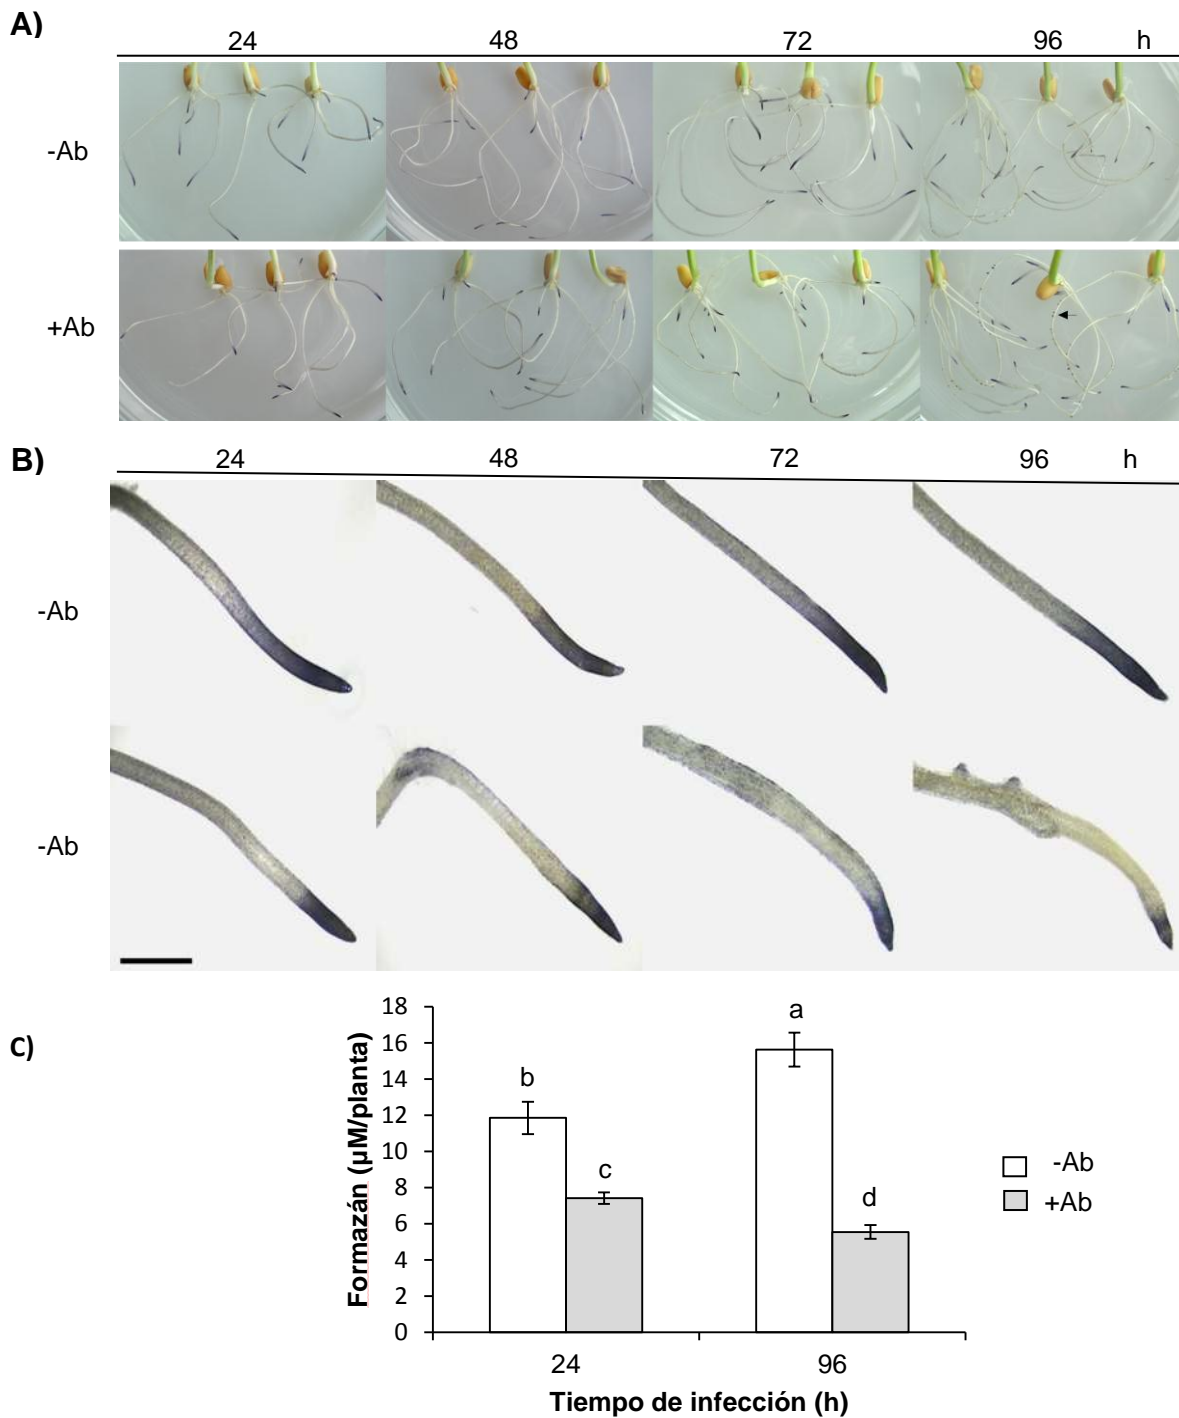 A)
24 48 72 96 h
-Ab
+Ab
B)
24 48 72 96 h
-Ab
-Ab
C)
Formazán (µM/planta)
18
16
14
12
10
8
6
4
2
0
b
c
a
d
-Ab
+Ab
24 96
Tiempo de infección (h)